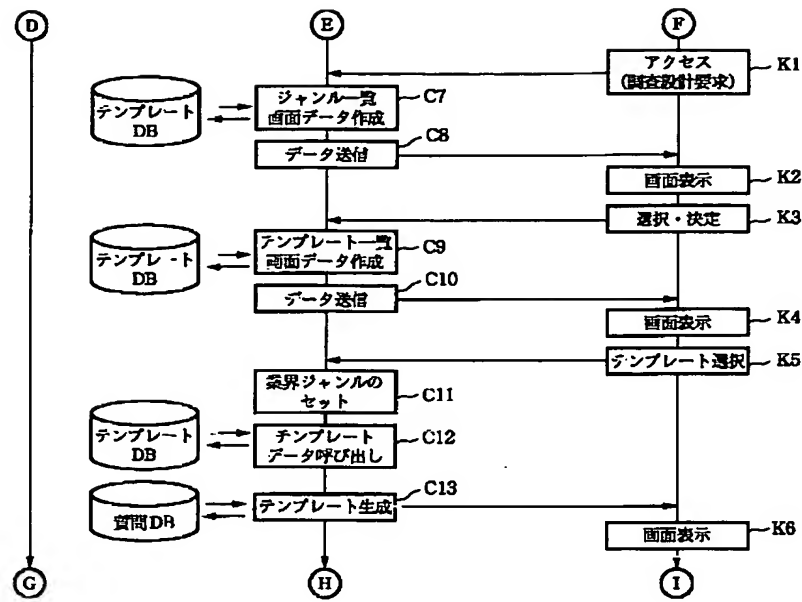 D
E
F
アクセス
(調査設計要求)
K1
テンプレート
DB
ジャンル一覧
画面データ作成
C7
データ送信
C8
画面表示
K2
選択・決定
K3
テンプレート
DB
テンプレート一覧
画面データ作成
C9
データ送信
C10
画面表示
K4
テンプレート選択
K5
業界ジャンルの
セット
C11
テンプレート
DB
テンプレート
データ呼び出し
C12
質問DB
テンプレート生成
C13
画面表示
K6
G
H
I